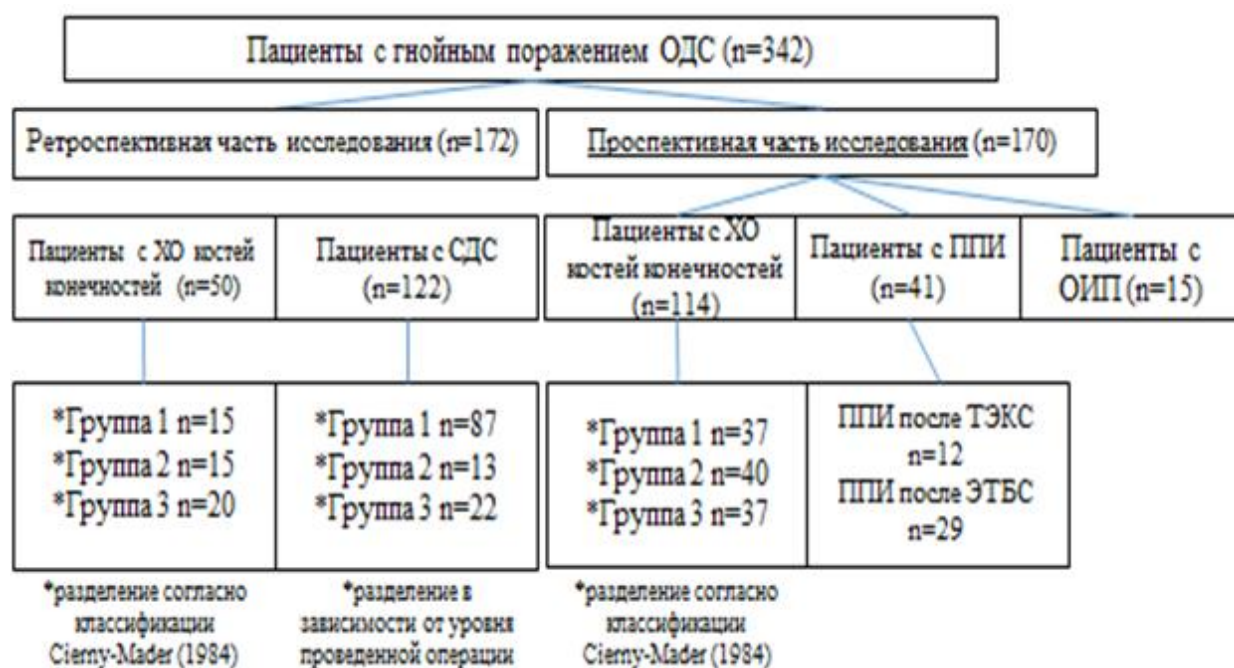 Пациенты с гнойным поражением ОДС (n=342)
Ретроспективная часть исследования (n=172)
Проспективная часть исследования (n=170)
Пациенты с ХО костей
конечностей (n=50)
Пациенты с СДС
(n=122)
Пациенты с ХО
костей конечностей
(n=114)
Пациенты с ППИ
(n=41)
Пациенты с
ОИП (n=15)
*Группа 1 n=15
*Группа 2 n=15
*Группа 3 n=20
*Группа 1 n=87
*Группа 2 n=13
*Группа 3 n=22
*Группа 1 n=37
*Группа 2 n=40
*Группа 3 n=37
ППИ после ТЭКС
n=12
ППИ после ЭТБС
n=29
*разделение согласно
классификации
Cierny-Mader (1984)
*разделение в
зависимости от уровня
проведенной операции
*разделение согласно
классификации
Cierny-Mader (1984)